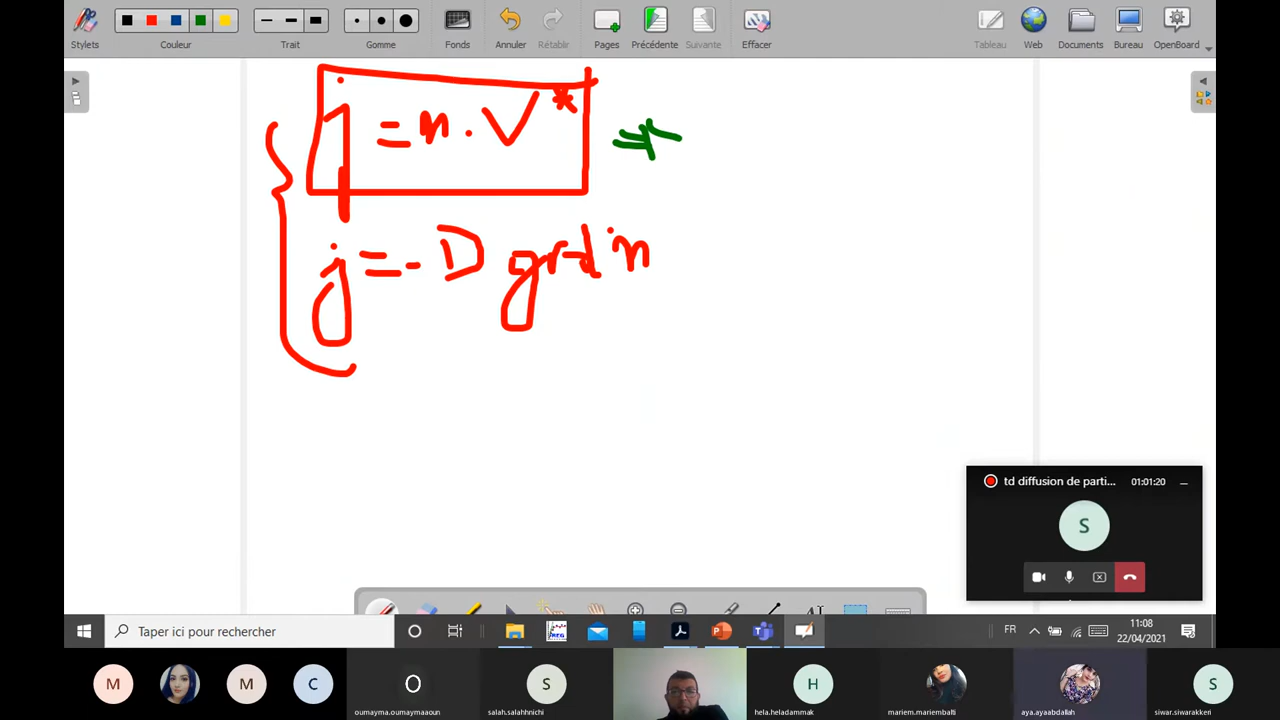 Stylets Couleur Trait Gomme Fonds Annuler Rétablir Pages Précédente Suivante Effacer Tableau Web Documents Bureau OpenBoard
j = n . V*
j = - D grad n
td diffusion de parti... 01:01:20
S
Taper ici pour rechercher
FR
11:08
22/04/2021
M M C O S H S
oumayma.oumaymaaoun salah.salahhnichi hela.heladammak mariem.mariembalti aya.ayaabdallah siwar.siwarakkeri